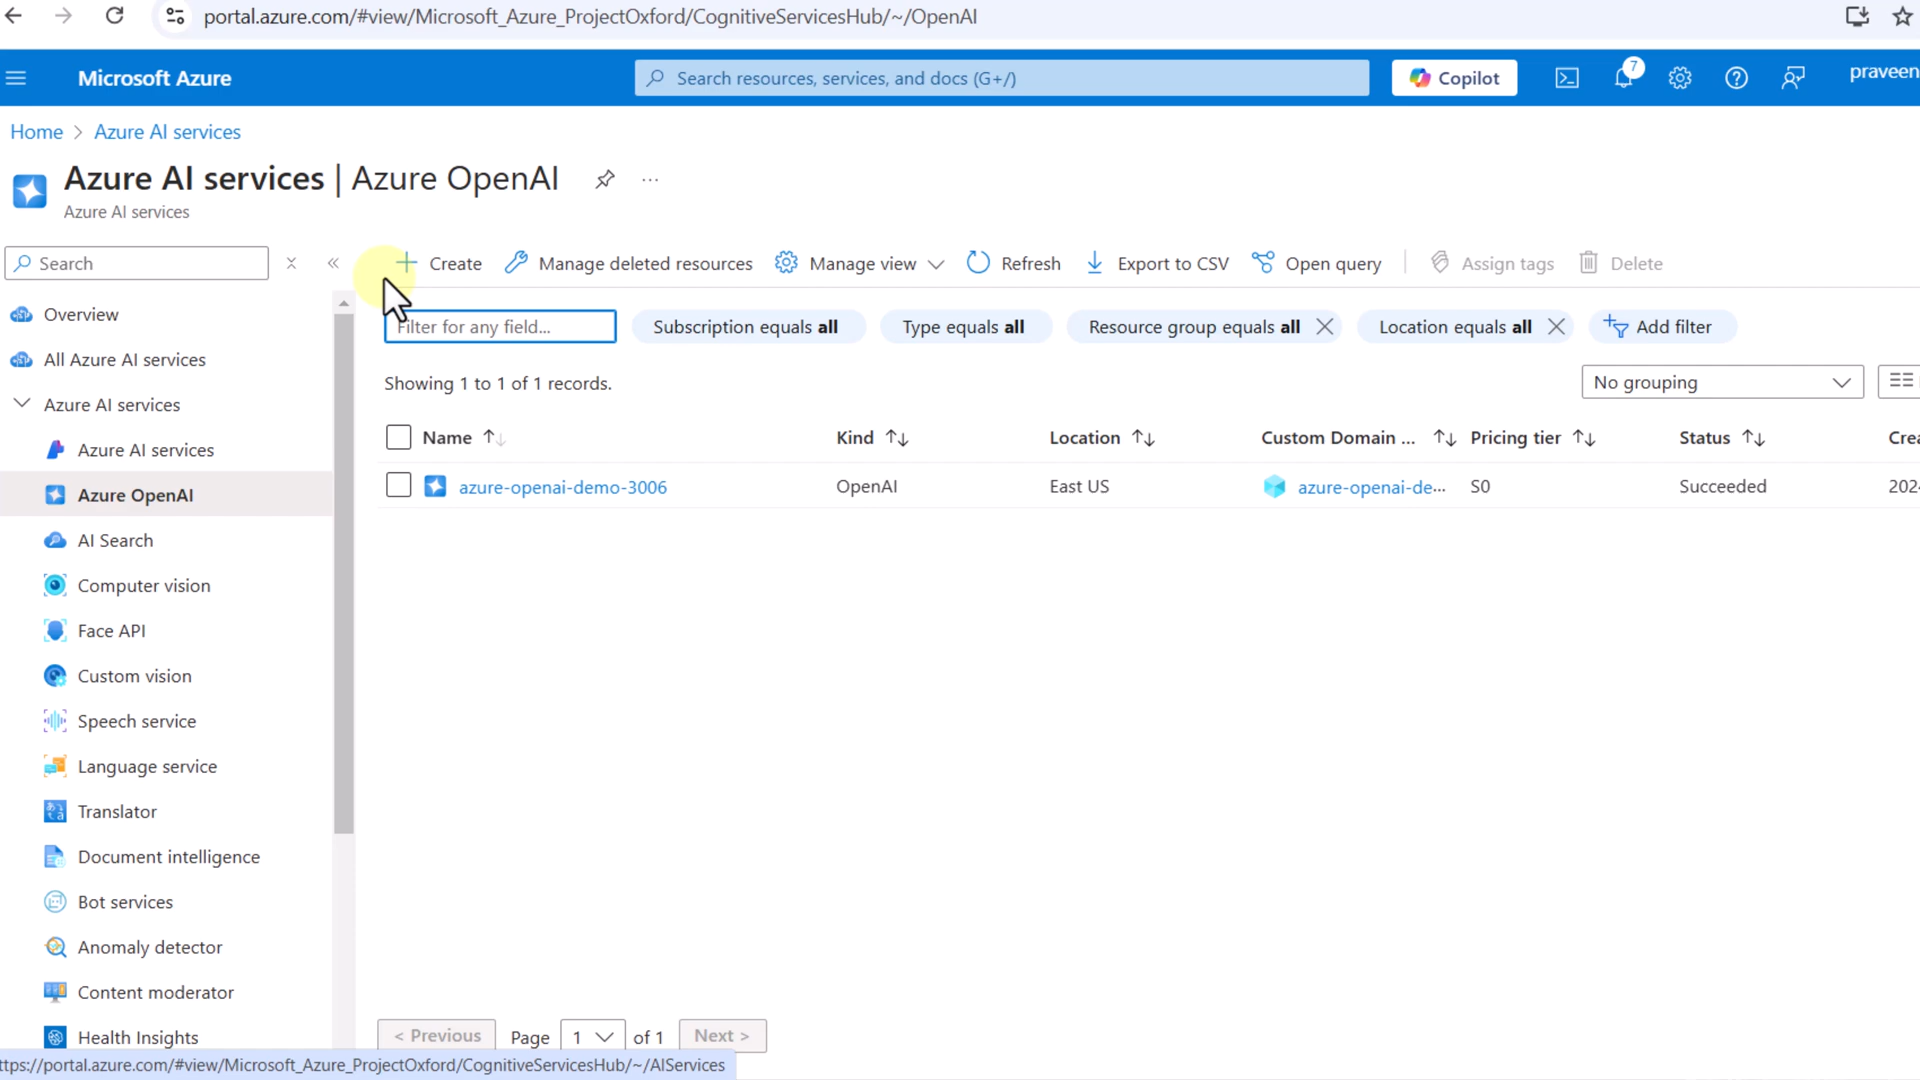 portal.azure.com/#view/Microsoft_Azure_ProjectOxford/CognitiveServicesHub/~/OpenAI
Microsoft Azure
Search resources, services, and docs (G+/)
Copilot
7
praveen
Home > Azure AI services
Azure AI services | Azure OpenAI
...
Azure AI services
Search
Create
Manage deleted resources
Manage view
Refresh
Export to CSV
Open query
Assign tags
Delete
Overview
All Azure AI services
Azure AI services
Azure AI services
Azure OpenAI
AI Search
Computer vision
Face API
Custom vision
Speech service
Language service
Translator
Document intelligence
Bot services
Anomaly detector
Content moderator
Health Insights
Filter for any field...
Subscription equals all
Type equals all
Resource group equals all
Location equals all
Add filter
Showing 1 to 1 of 1 records.
No grouping
Name Kind Location Custom Domain ... Pricing tier Status Crea
azure-openai-demo-3006 OpenAI East US azure-openai-de... S0 Succeeded 202
< Previous Page 1 of 1 Next >
ttps://portal.azure.com/#view/Microsoft_Azure_ProjectOxford/CognitiveServicesHub/~/AIServices